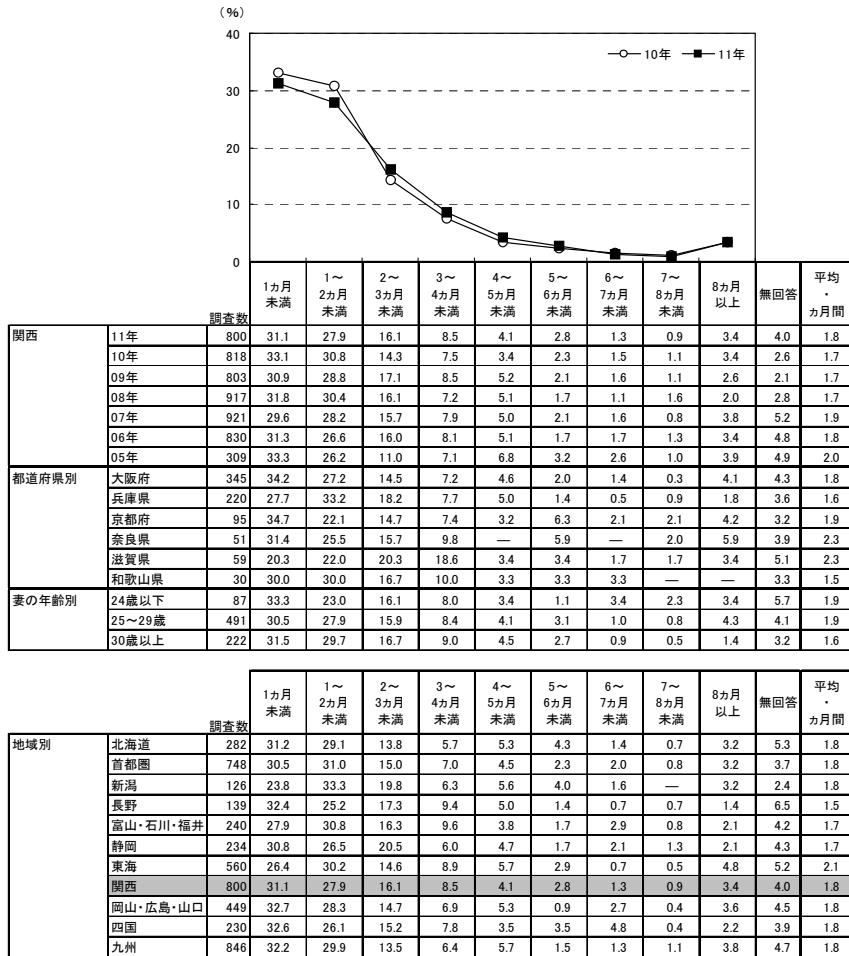 （%）
40
30
20
10
0
10年 11年
調査数 1ヵ月未満 1～2ヵ月未満 2～3ヵ月未満 3～4ヵ月未満 4～5ヵ月未満 5～6ヵ月未満 6～7ヵ月未満 7～8ヵ月未満 8ヵ月以上 無回答 平均・ヵ月間
関西 11年 800 31.1 27.9 16.1 8.5 4.1 2.8 1.3 0.9 3.4 4.0 1.8
10年 818 33.1 30.8 14.3 7.5 3.4 2.3 1.5 1.1 3.4 2.6 1.7
09年 803 30.9 28.8 17.1 8.5 5.2 2.1 1.6 1.1 2.6 2.1 1.7
08年 917 31.8 30.4 16.1 7.2 5.1 1.7 1.1 1.6 2.0 2.8 1.7
07年 921 29.6 28.2 15.7 7.9 5.0 2.1 1.6 0.8 3.8 5.2 1.9
06年 830 31.3 26.6 16.0 8.1 5.1 1.7 1.7 1.3 3.4 4.8 1.8
05年 309 33.3 26.2 11.0 7.1 6.8 3.2 2.6 1.0 3.9 4.9 2.0
都道府県別 大阪府 345 34.2 27.2 14.5 7.2 4.6 2.0 1.4 0.3 4.1 4.3 1.8
兵庫県 220 27.7 33.2 18.2 7.7 5.0 1.4 0.5 0.9 1.8 3.6 1.6
京都府 95 34.7 22.1 14.7 7.4 3.2 6.3 2.1 2.1 4.2 3.2 1.9
奈良県 51 31.4 25.5 15.7 9.8 ― 5.9 ― 2.0 5.9 3.9 2.3
滋賀県 59 20.3 22.0 20.3 18.6 3.4 3.4 1.7 1.7 3.4 5.1 2.3
和歌山県 30 30.0 30.0 16.7 10.0 3.3 3.3 3.3 ― ― 3.3 1.5
妻の年齢別 24歳以下 87 33.3 23.0 16.1 8.0 3.4 1.1 3.4 2.3 3.4 5.7 1.9
25～29歳 491 30.5 27.9 15.9 8.4 4.1 3.1 1.0 0.8 4.3 4.1 1.9
30歳以上 222 31.5 29.7 16.7 9.0 4.5 2.7 0.9 0.5 1.4 3.2 1.6
調査数 1ヵ月未満 1～2ヵ月未満 2～3ヵ月未満 3～4ヵ月未満 4～5ヵ月未満 5～6ヵ月未満 6～7ヵ月未満 7～8ヵ月未満 8ヵ月以上 無回答 平均・ヵ月間
地域別 北海道 282 31.2 29.1 13.8 5.7 5.3 4.3 1.4 0.7 3.2 5.3 1.8
首都圏 748 30.5 31.0 15.0 7.0 4.5 2.3 2.0 0.8 3.2 3.7 1.8
新潟 126 23.8 33.3 19.8 6.3 5.6 4.0 1.6 ― 3.2 2.4 1.8
長野 139 32.4 25.2 17.3 9.4 5.0 1.4 0.7 0.7 1.4 6.5 1.5
富山・石川・福井 240 27.9 30.8 16.3 9.6 3.8 1.7 2.9 0.8 2.1 4.2 1.7
静岡 234 30.8 26.5 20.5 6.0 4.7 1.7 2.1 1.3 2.1 4.3 1.7
東海 560 26.4 30.2 14.6 8.9 5.7 2.9 0.7 0.5 4.8 5.2 2.1
関西 800 31.1 27.9 16.1 8.5 4.1 2.8 1.3 0.9 3.4 4.0 1.8
岡山・広島・山口 449 32.7 28.3 14.7 6.9 5.3 0.9 2.7 0.4 3.6 4.5 1.8
四国 230 32.6 26.1 15.2 7.8 3.5 3.5 4.8 0.4 2.2 3.9 1.8
九州 846 32.2 29.9 13.5 6.4 5.7 1.5 1.3 1.1 3.8 4.7 1.8